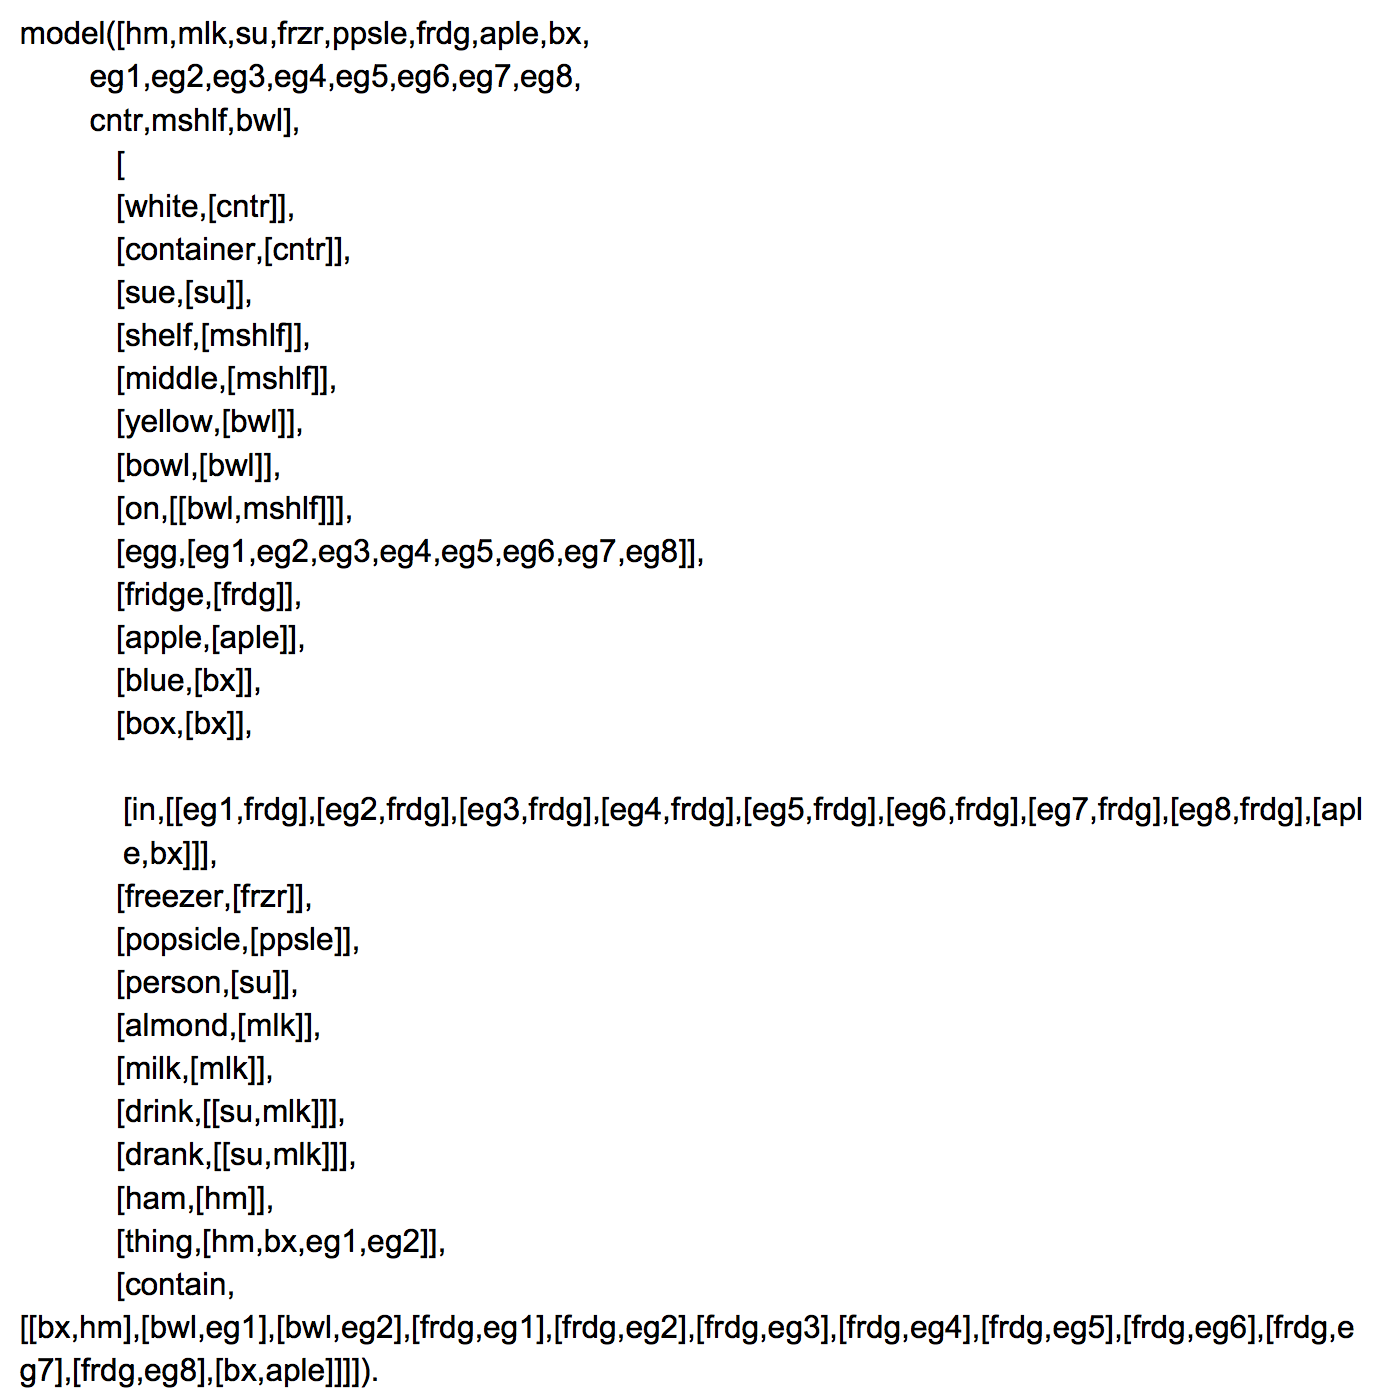 model([hm,mlk,su,frzr,ppsle,frdg,aple,bx,
eg1,eg2,eg3,eg4,eg5,eg6,eg7,eg8,
cntr,mshlf,bwl],
[
[white,[cntr]],
[container,[cntr]],
[sue,[su]],
[shelf,[mshlf]],
[middle,[mshlf]],
[yellow,[bwl]],
[bowl,[bwl]],
[on,[[bwl,mshlf]]],
[egg,[eg1,eg2,eg3,eg4,eg5,eg6,eg7,eg8]],
[fridge,[frdg]],
[apple,[aple]],
[blue,[bx]],
[box,[bx]],
[in,[[eg1,frdg],[eg2,frdg],[eg3,frdg],[eg4,frdg],[eg5,frdg],[eg6,frdg],[eg7,frdg],[eg8,frdg],[apl
e,bx]]],
[freezer,[frzr]],
[popsicle,[ppsle]],
[person,[su]],
[almond,[mlk]],
[milk,[mlk]],
[drink,[[su,mlk]]],
[drank,[[su,mlk]]],
[ham,[hm]],
[thing,[hm,bx,eg1,eg2]],
[contain,
[[bx,hm],[bwl,eg1],[bwl,eg2],[frdg,eg1],[frdg,eg2],[frdg,eg3],[frdg,eg4],[frdg,eg5],[frdg,eg6],[frdg,e
g7],[frdg,eg8],[bx,aple]]]]).